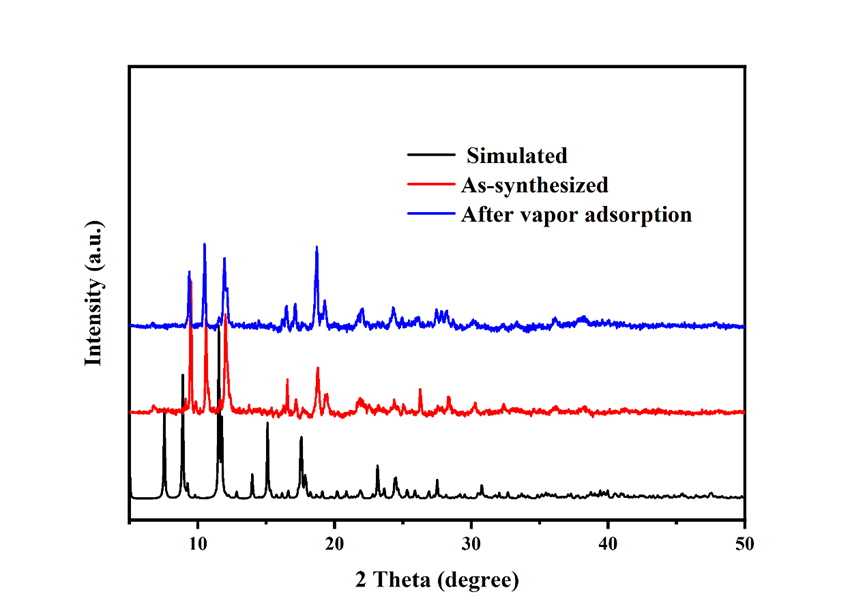 Simulated
As-synthesized
After vapor adsorption
Intensity (a.u.)
10 20 30 40 50
2 Theta (degree)